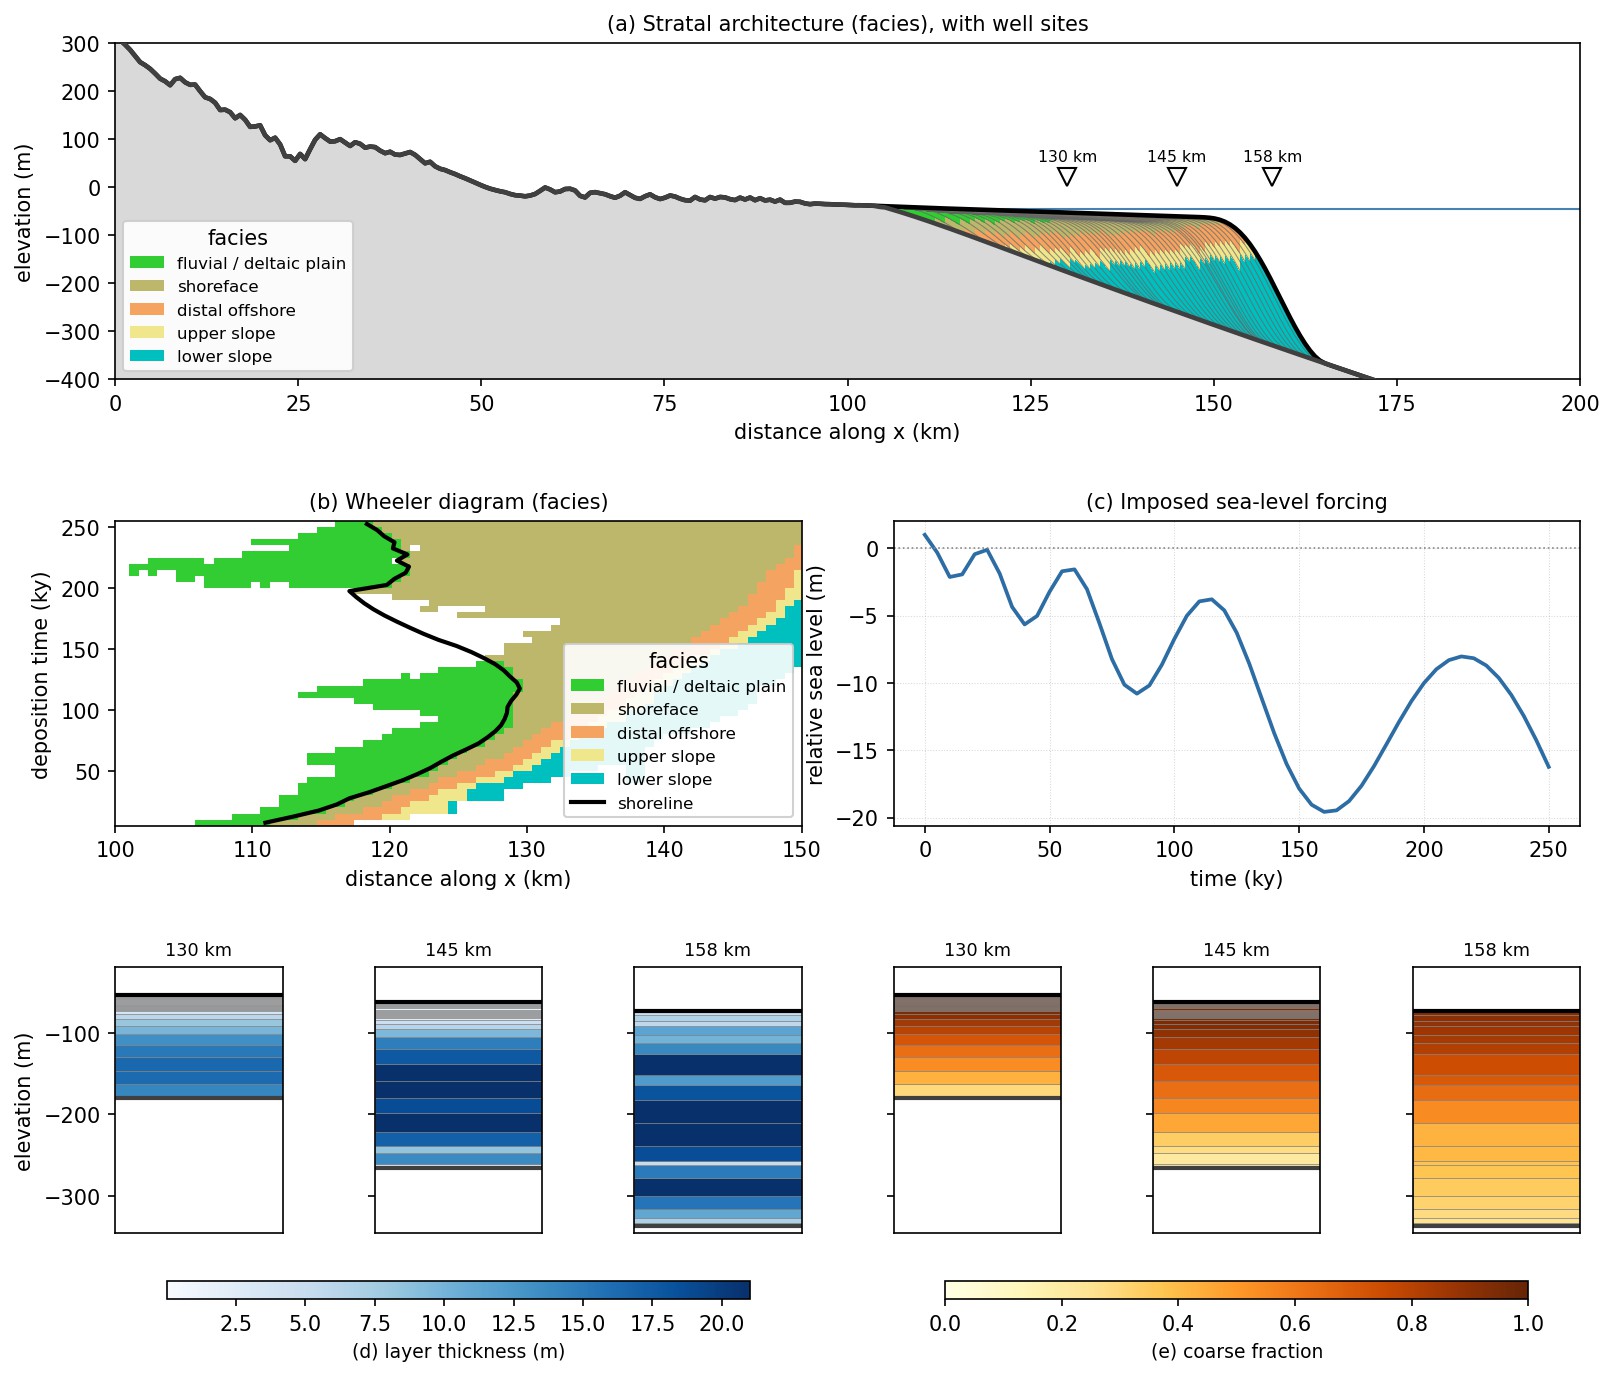 (a) Stratal architecture (facies), with well sites
300
200
100
0
−100
−200
−300
−400
elevation (m)
130 km
145 km
158 km
facies
fluvial / deltaic plain
shoreface
distal offshore
upper slope
lower slope
0
25
50
75
100
125
150
175
200
distance along x (km)
(b) Wheeler diagram (facies)
250
200
150
100
50
deposition time (ky)
facies
fluvial / deltaic plain
shoreface
distal offshore
upper slope
lower slope
shoreline
100
110
120
130
140
150
distance along x (km)
(c) Imposed sea-level forcing
0
−5
−10
−15
−20
relative sea level (m)
0
50
100
150
200
250
time (ky)
130 km
145 km
158 km
130 km
145 km
158 km
−100
−200
−300
elevation (m)
2.5
5.0
7.5
10.0
12.5
15.0
17.5
20.0
(d) layer thickness (m)
0.0
0.2
0.4
0.6
0.8
1.0
(e) coarse fraction